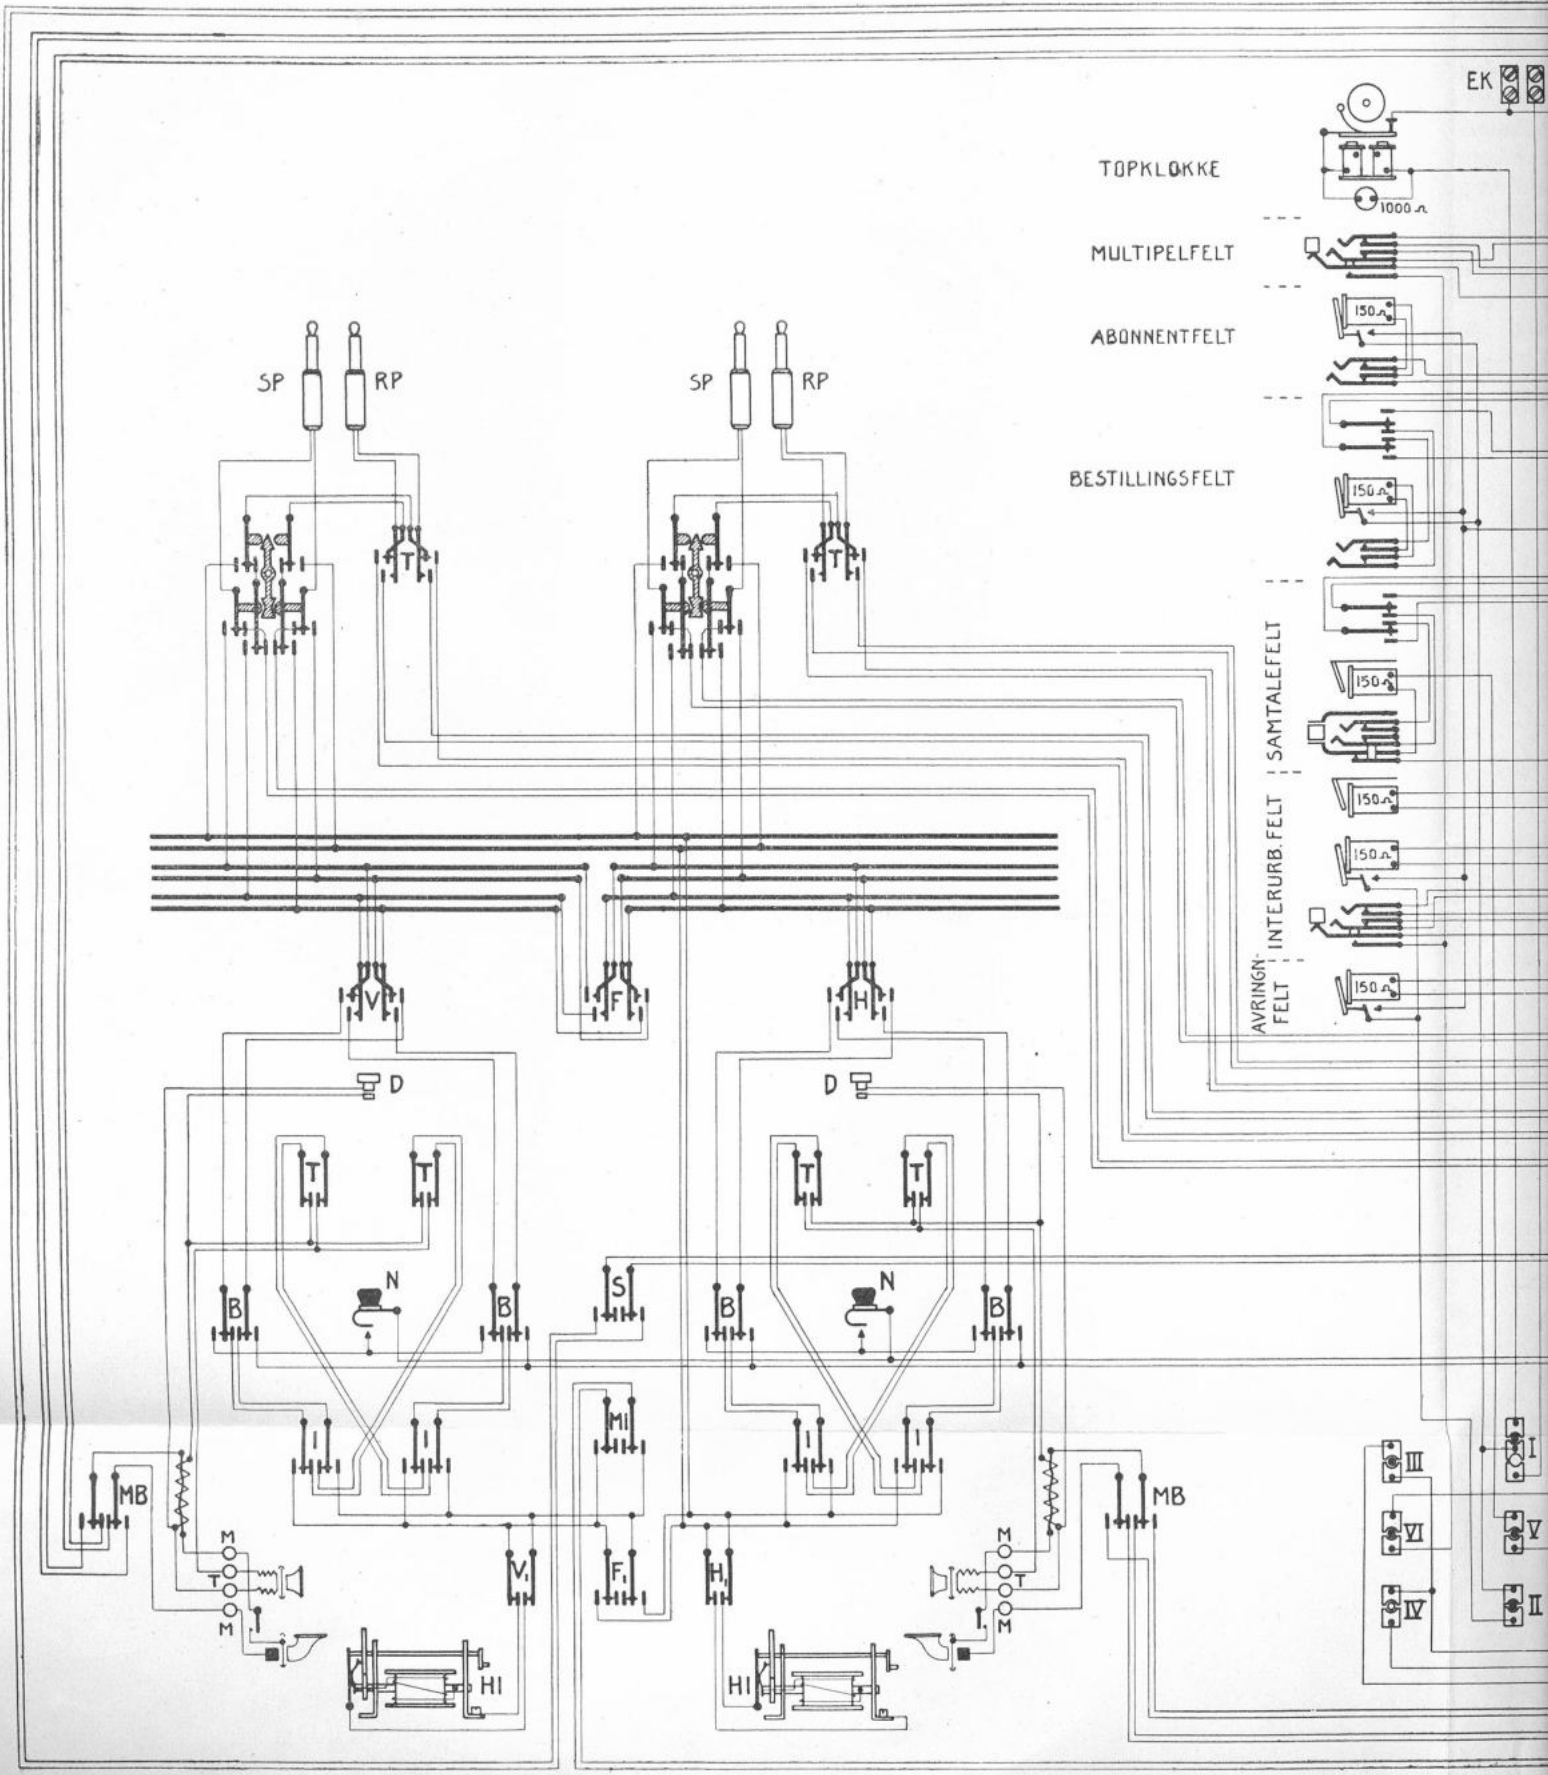 EK
TOPKLOKKE
1000 Ω
MULTIPELFELT
150 Ω
ABONNENTFELT
SP RP SP RP
BESTILLINGSFELT
150 Ω
T T
SAMTALEFELT
150 Ω
INTERURB. FELT
150 Ω
150 Ω
AVRINGN-
FELT
150 Ω
V F H
D D
T T T T
N S N
B B B B
MI
I I I I
III I
MB MB
VI V
M M
T T
V₁ F₁ H₁
M M
IV II
HI HI